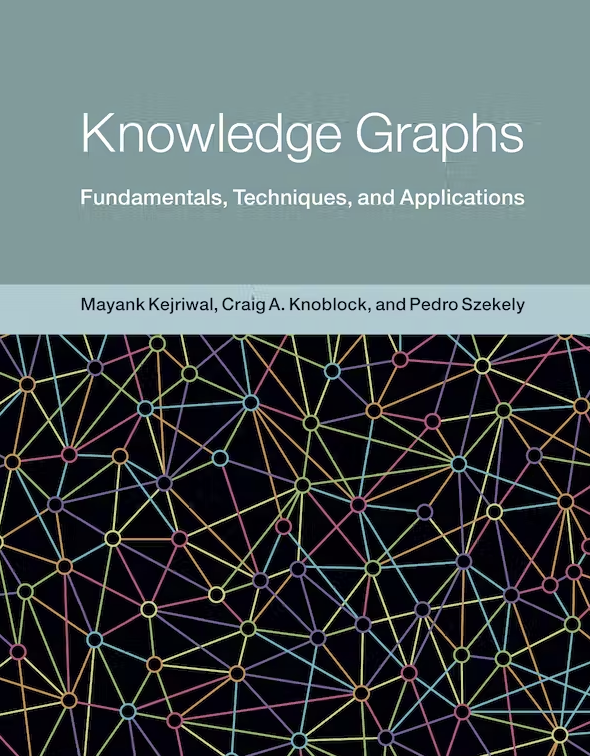 Knowledge Graphs
Fundamentals, Techniques, and Applications
Mayank Kejriwal, Craig A. Knoblock, and Pedro Szekely